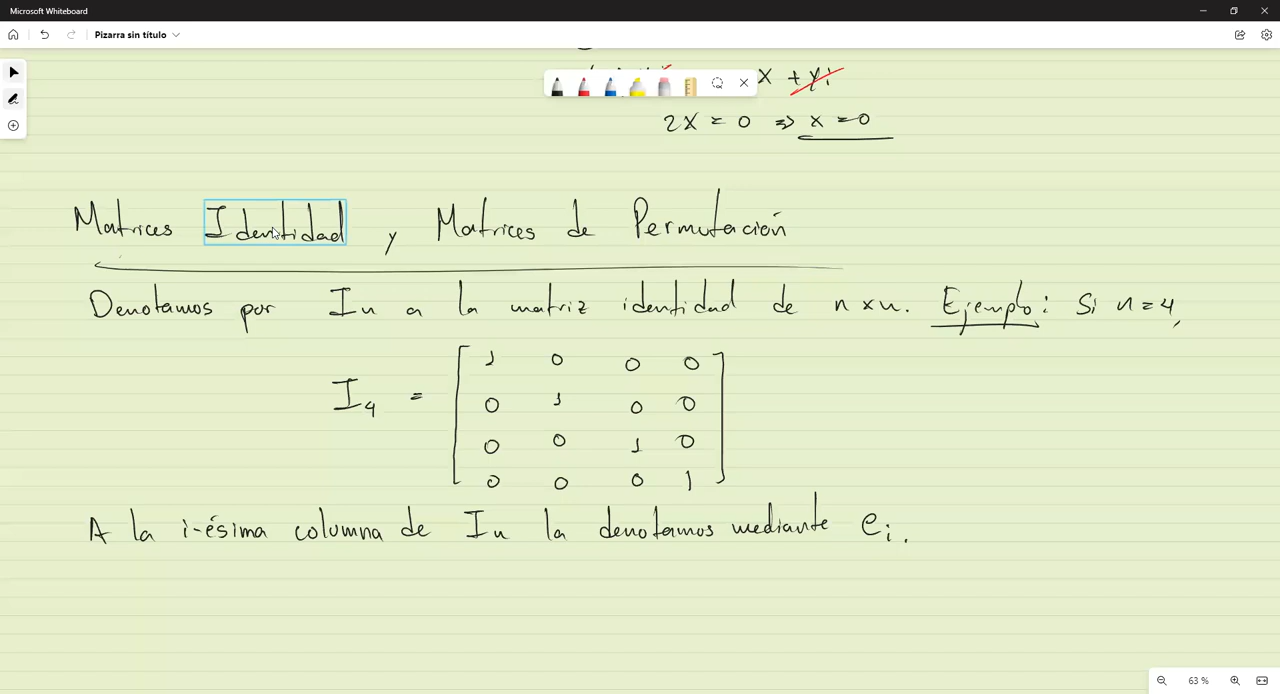 Microsoft Whiteboard
Pizarra sin título
x + yi
2x = 0 => x = 0
Matrices Identidad y Matrices de Permutación
Denotamos por In a la matriz identidad de n x n. Ejemplo: Si n = 4,
I4 = [1 0 0 0
0 1 0 0
0 0 1 0
0 0 0 1]
A la i-ésima columna de In la denotamos mediante ei.
63 %